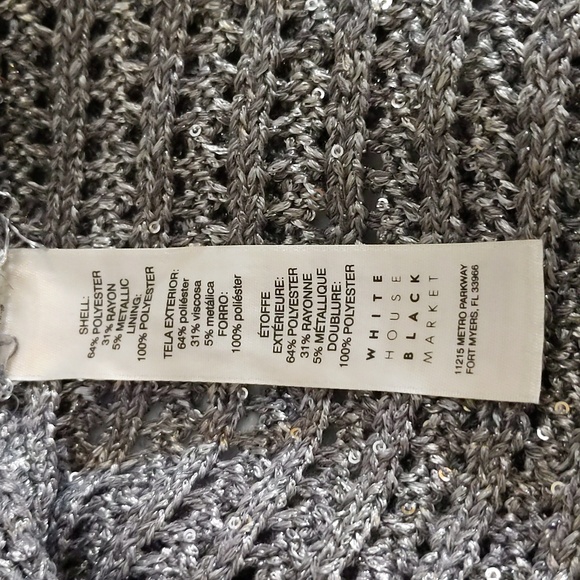 SHELL:
64% POLYESTER
31% RAYON
5% METALLIC
LINING:
100% POLYESTER
TELA EXTERIOR:
64% poliéster
31% viscosa
5% metálica
FORRO:
100% poliéster
ÉTOFFE
EXTÉRIEURE:
64% POLYESTER
31% RAYONNE
5% MÉTALLIQUE
DOUBLURE:
100% POLYESTER
WHITE
HOUSE
BLACK
MARKET
11215 METRO PARKWAY
FORT MYERS, FL 33966